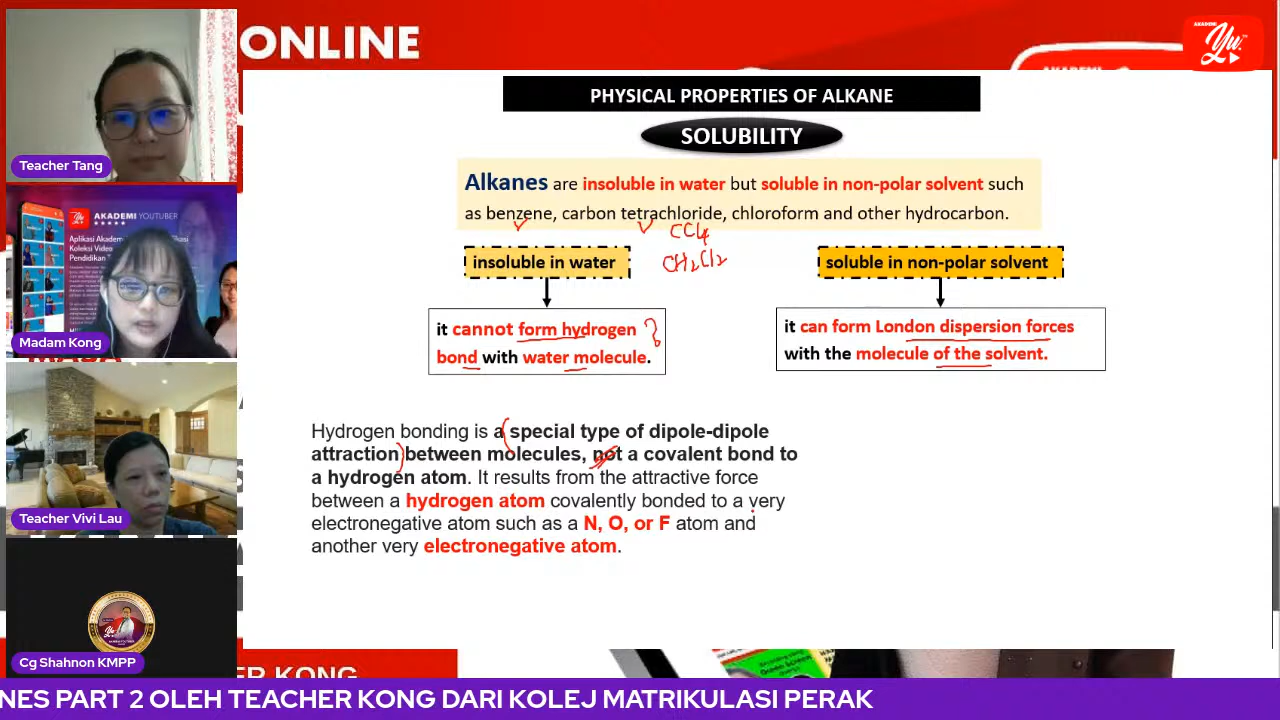 ONLINE
AKADEMI
Yu
PHYSICAL PROPERTIES OF ALKANE
SOLUBILITY
Alkanes are insoluble in water but soluble in non-polar solvent such
as benzene, carbon tetrachloride, chloroform and other hydrocarbon.
CCl4
CH2Cl2
insoluble in water
soluble in non-polar solvent
it cannot form hydrogen
bond with water molecule.
it can form London dispersion forces
with the molecule of the solvent.
Hydrogen bonding is a special type of dipole-dipole
attraction between molecules, not a covalent bond to
a hydrogen atom. It results from the attractive force
between a hydrogen atom covalently bonded to a very
electronegative atom such as a N, O, or F atom and
another very electronegative atom.
Teacher Tang
AKADEMI YOUTUBER
Madam Kong
Teacher Vivi Lau
Cg Shahnon KMPP
ER KONG
NES PART 2 OLEH TEACHER KONG DARI KOLEJ MATRIKULASI PERAK